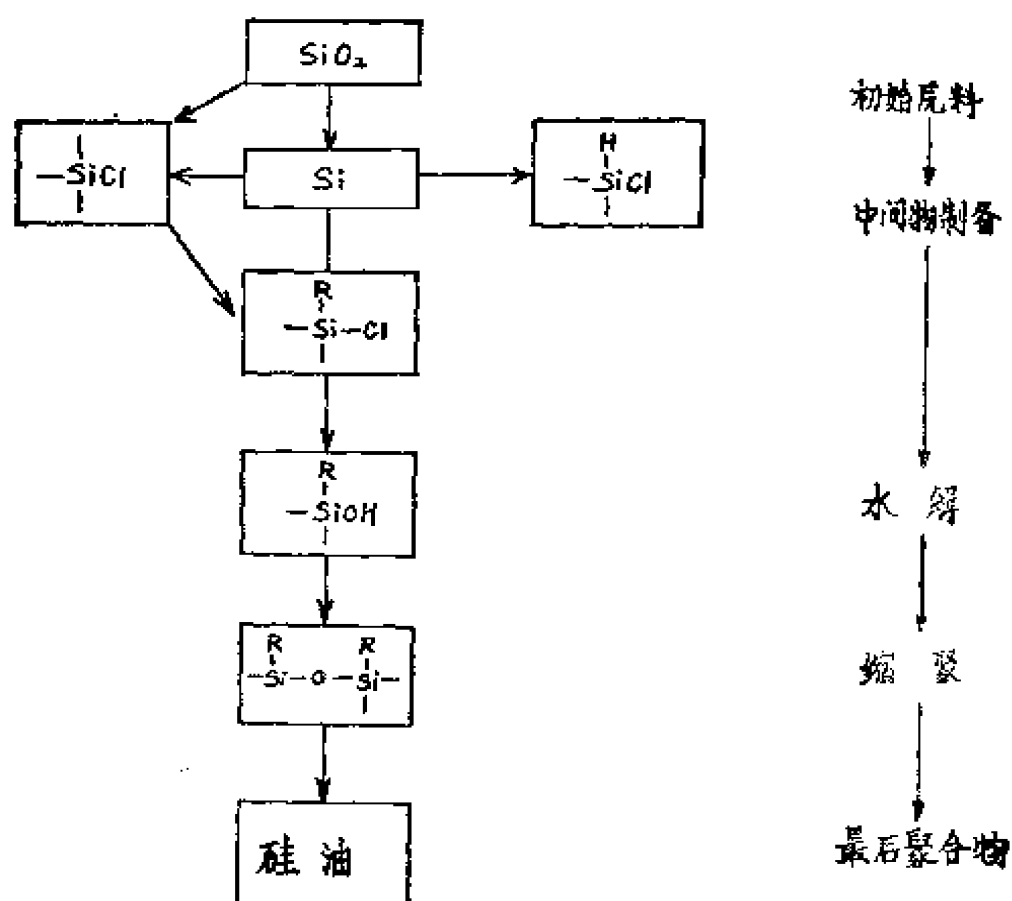 SiO₂
初始原料
H
-SiCl
Si
-SiCl
中间物制备
R
-Si-Cl
R
-SiOH
水解
R R
-Si-O-Si-
缩聚
硅油
最后聚合物